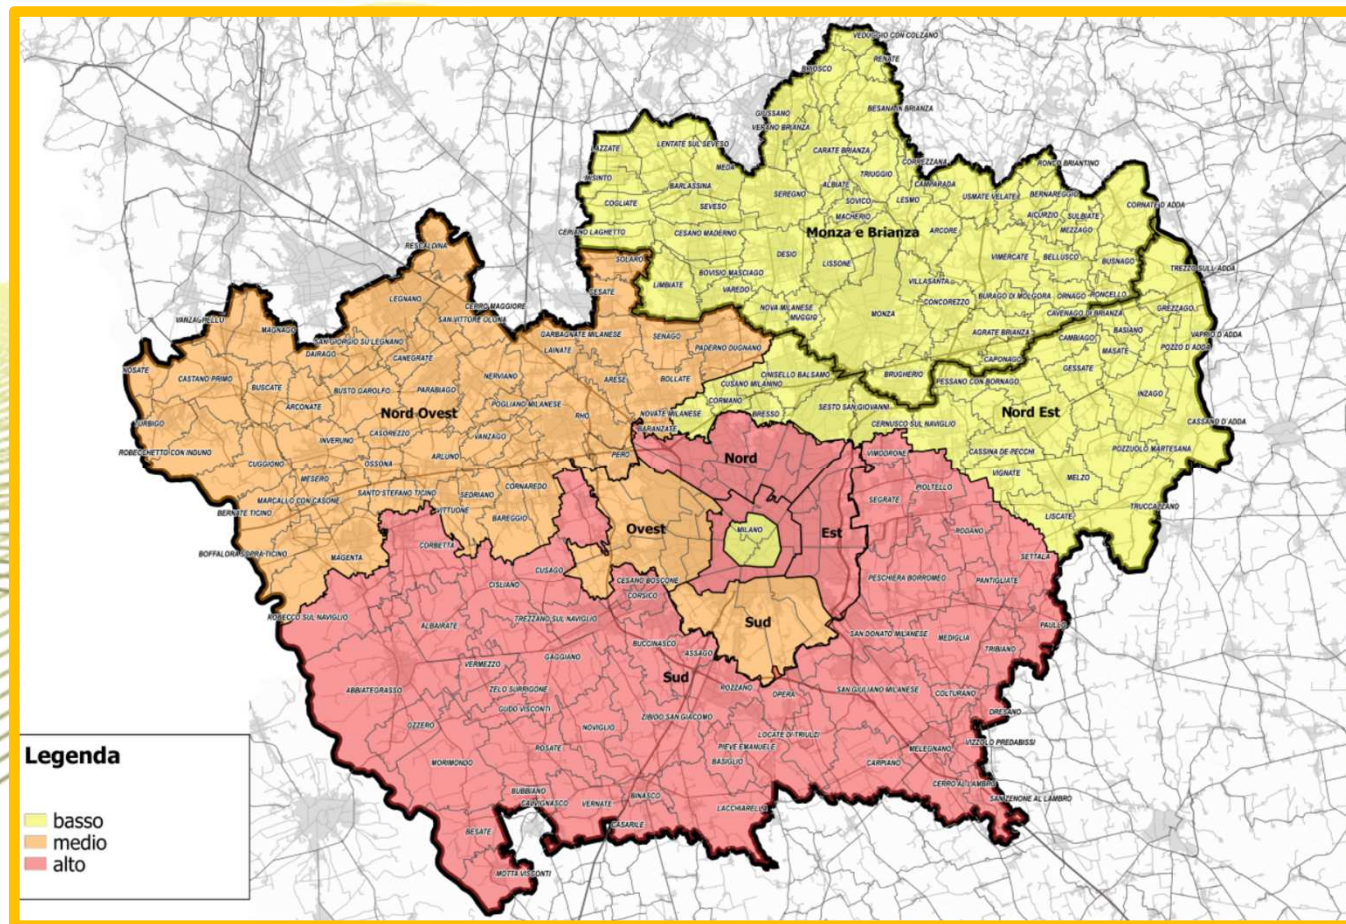 VEDUGGIO CON COLZANO
RENATE
BRIOSCO
BESANA IN BRIANZA
GIUSSANO
VERANO BRIANZA
LAZZATE
LENTATE SUL SEVESO
CARATE BRIANZA
MEDA
CORREZZANA
RONCO BRIANTINO
MISINTO
BARLASSINA
TRIUGGIO
ALBIATE
CAMPARADA
SEREGNO
USMATE VELATE
BERNAREGGIO
COGLIATE
SEVESO
SOVICO
LESMO
CORNATE D'ADDA
MACHERIO
AICURZIO
SULBIATE
MEZZAGO
CERIANO LAGHETTO
CESANO MADERNO
Monza e Brianza
ARCORE
RESCALDINA
SOLARO
DESIO
LISSONE
VIMERCATE
BELLUSCO
BUSNAGO
TREZZO SULL'ADDA
BOVISIO MASCIAGO
LIMBIATE
VAREDO
VILLASANTA
BURAGO DI MOLGORA
ORNAGO
RONCELLO
LEGNANO
CESATE
CERRO MAGGIORE
CONCOREZZO
GREZZAGO
NOVA MILANESE
MUGGIO
MONZA
CAVENAGO DI BRIANZA
VANZAGHELLO
MAGNAGO
SAN VITTORE OLONA
GARBAGNATE MILANESE
SENAGO
AGRATE BRIANZA
CAMBIAGO
BASIANO
VAPRIO D'ADDA
SAN GIORGIO SU LEGNANO
DAIRAGO
CANEGRATE
LAINATE
PADERNO DUGNANO
MASATE
POZZO D'ADDA
CAPONAGO
NOSATE
CASTANO PRIMO
BUSCATE
BUSTO GAROLFO
PARABIAGO
NERVIANO
ARESE
BOLLATE
CINISELLO BALSAMO
CUSANO MILANINO
BRUGHERIO
PESSANO CON BORNAGO
GESSATE
INZAGO
ARCONATE
Nord Ovest
POGLIANO MILANESE
RHO
CORMANO
NOVATE MILANESE
BRESSO
SESTO SAN GIOVANNI
Nord Est
TURBIGO
CERNUSCO SUL NAVIGLIO
CASSANO D'ADDA
BARANZATE
INVERUNO
CASOREZZO
VANZAGO
ROBECCHETTO CON INDUNO
ARLUNO
PERO
Nord
VIMODRONE
CASSINA DE PECCHI
POZZUOLO MARTESANA
CUGGIONO
OSSONA
MESERO
VIGNATE
MELZO
PIOLTELLO
SEGRATE
MARCALLO CON CASONE
SANTO STEFANO TICINO
SEDRIANO
CORNAREDO
BERNATE TICINO
VITTUONE
BAREGGIO
TRUCCAZZANO
LISCATE
Ovest
MILANO
Est
RODANO
BOFFALORA SOPRA TICINO
MAGENTA
CORBETTA
SETTALA
CUSAGO
CISLIANO
CESANO BOSCONE
PESCHIERA BORROMEO
PANTIGLIATE
CORSICO
ROBECCO SUL NAVIGLIO
ALBAIRATE
TREZZANO SUL NAVIGLIO
Sud
PAULLO
SAN DONATO MILANESE
MEDIGLIA
TRIBIANO
BUCCINASCO
ASSAGO
GAGGIANO
VERMEZZO
Sud
ABBIATEGRASSO
ZELO SURRIGONE
ROZZANO
OPERA
SAN GIULIANO MILANESE
COLTURANO
GUDO VISCONTI
DRESANO
OZZERO
NOVIGLIO
ZIBIDO SAN GIACOMO
LOCATE DI TRIULZI
VIZZOLO PREDABISSI
ROSATE
PIEVE EMANUELE
MELEGNANO
MORIMONDO
BASIGLIO
CARPIANO
CERRO AL LAMBRO
BUBBIANO
BINASCO
SAN ZENONE AL LAMBRO
CALVIGNASCO
VERNATE
LACCHIARELLA
CASARILE
BESATE
MOTTA VISCONTI
Legenda
basso
medio
alto